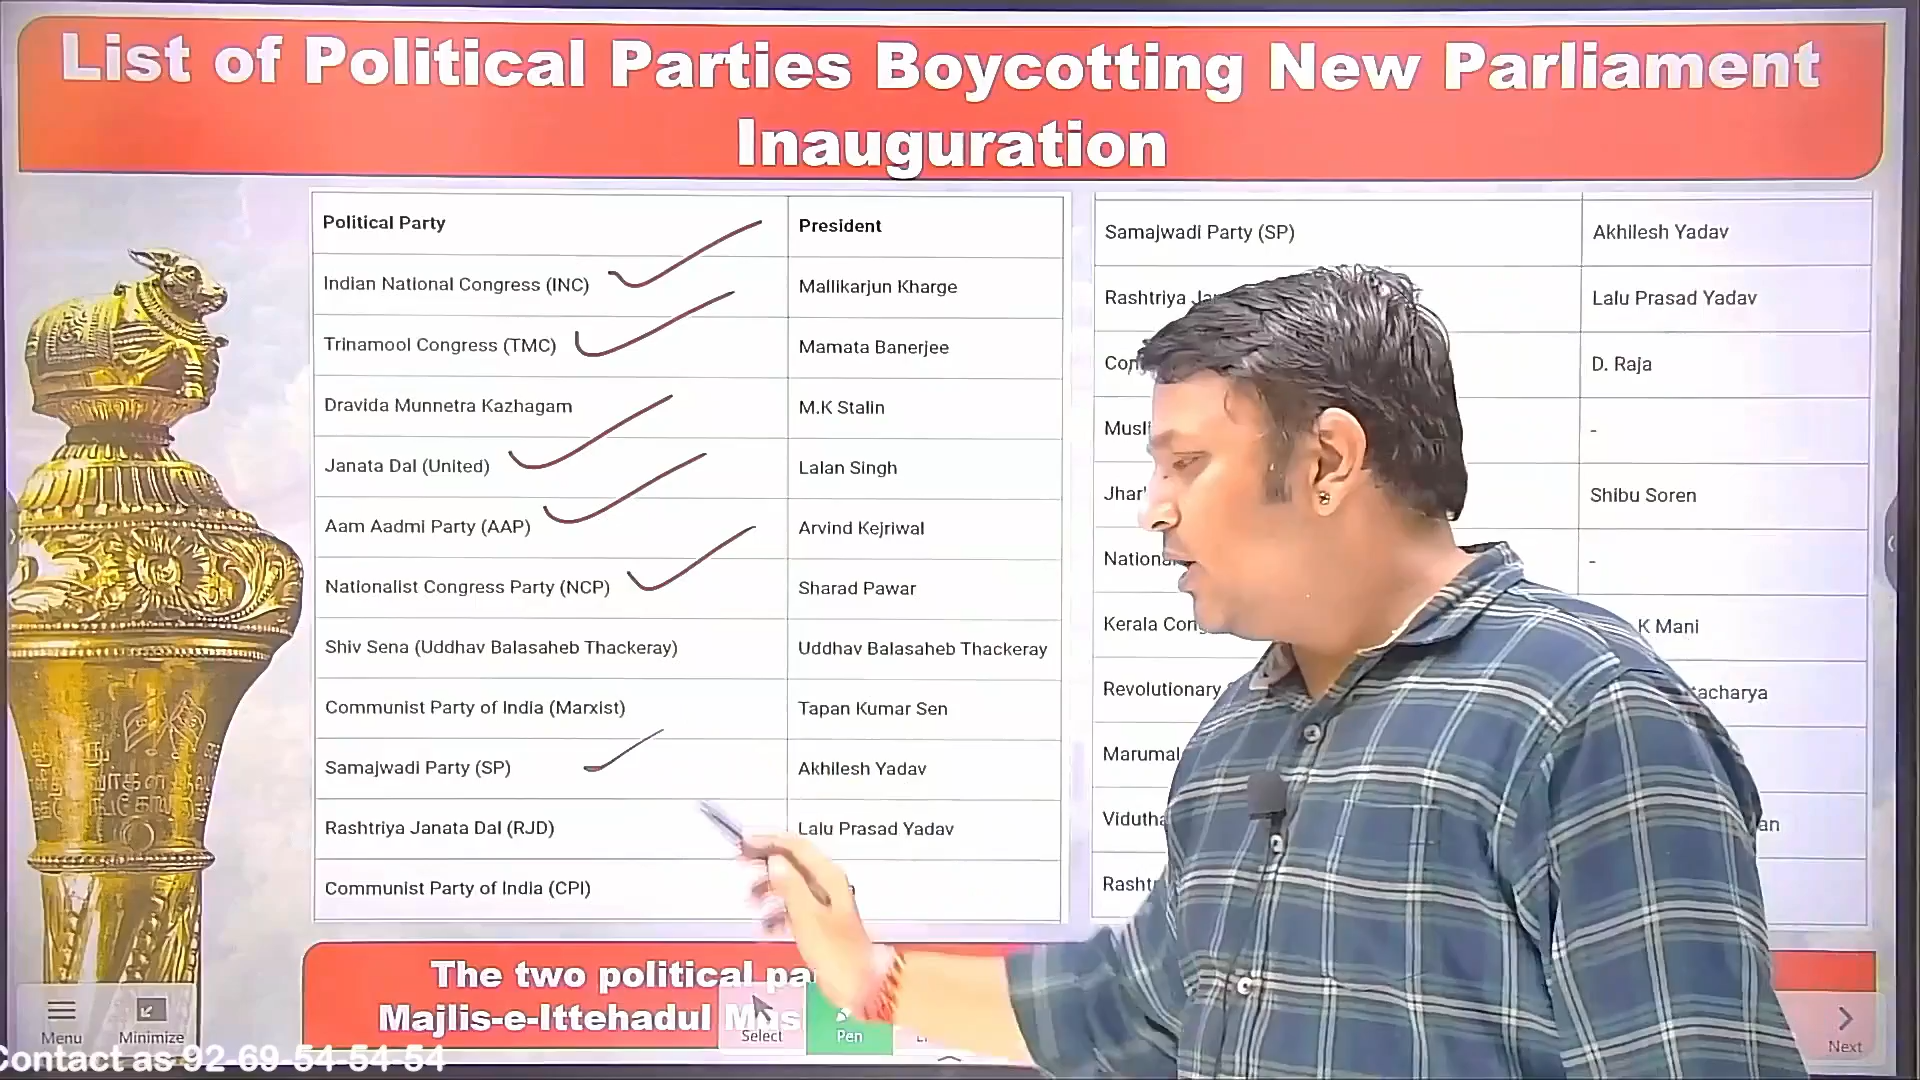 List of Political Parties Boycotting New Parliament
Inauguration
Political Party President
Indian National Congress (INC) Mallikarjun Kharge
Trinamool Congress (TMC) Mamata Banerjee
Dravida Munnetra Kazhagam M.K Stalin
Janata Dal (United) Lalan Singh
Aam Aadmi Party (AAP) Arvind Kejriwal
Nationalist Congress Party (NCP) Sharad Pawar
Shiv Sena (Uddhav Balasaheb Thackeray) Uddhav Balasaheb Thackeray
Communist Party of India (Marxist) Tapan Kumar Sen
Samajwadi Party (SP) Akhilesh Yadav
Rashtriya Janata Dal (RJD) Lalu Prasad Yadav
Communist Party of India (CPI)
Samajwadi Party (SP) Akhilesh Yadav
Rashtriya Lalu Prasad Yadav
D. Raja
-
Shibu Soren
-
Kerala K Mani
Revolutionary
The two political
Majlis-e-Ittehadul
Menu Minimize Select Pen Next
Contact as 92-69-54-54-54